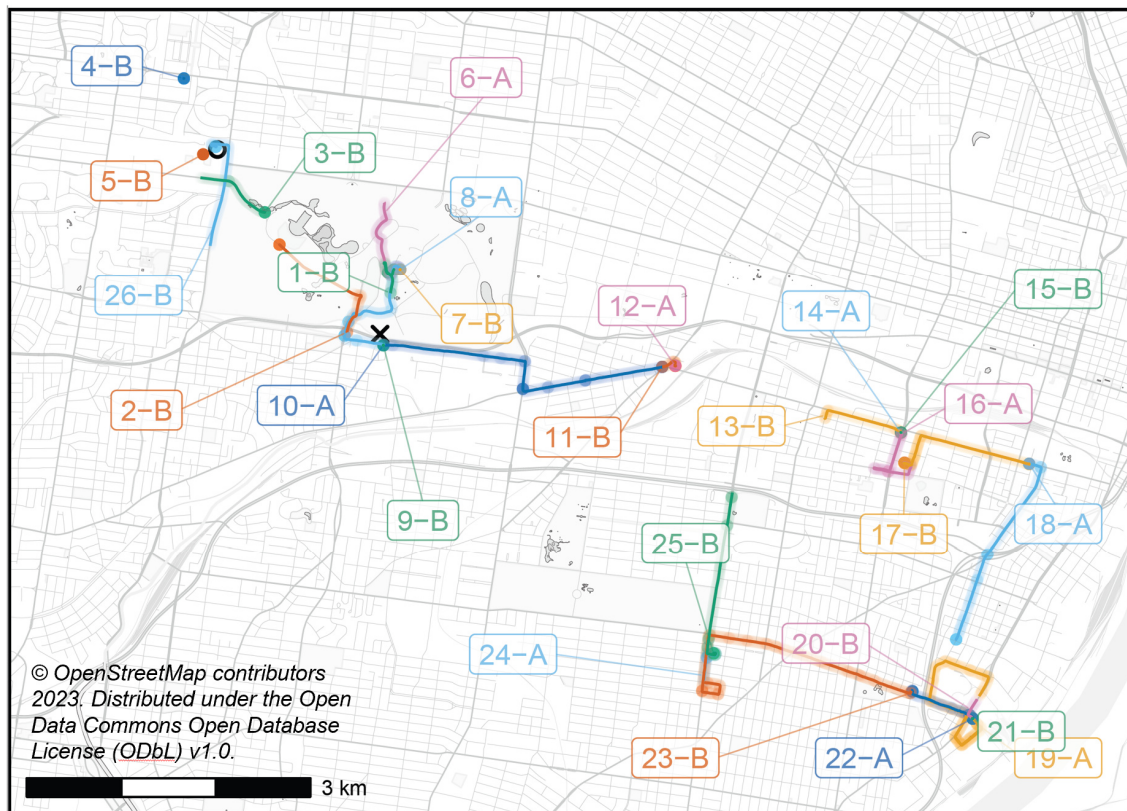 4−B
6−A
3−B
5−B
8−A
1−B
26−B
15−B
12−A
14−A
7−B
2−B
10−A
16−A
13−B
11−B
9−B
18−A
17−B
25−B
20−B
24−A
© OpenStreetMap contributors
2023. Distributed under the Open
Data Commons Open Database
License (ODbL) v1.0.
21−B
23−B
22−A
19−A
3 km